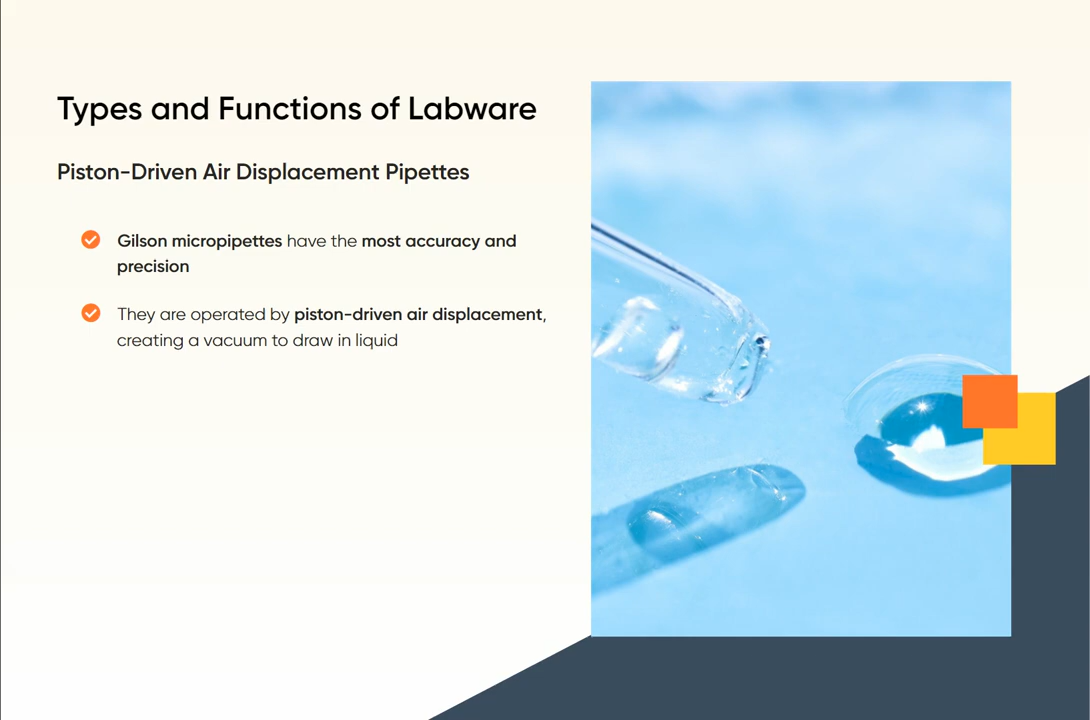 Types and Functions of Labware
Piston-Driven Air Displacement Pipettes
Gilson micropipettes have the most accuracy and
precision
They are operated by piston-driven air displacement,
creating a vacuum to draw in liquid